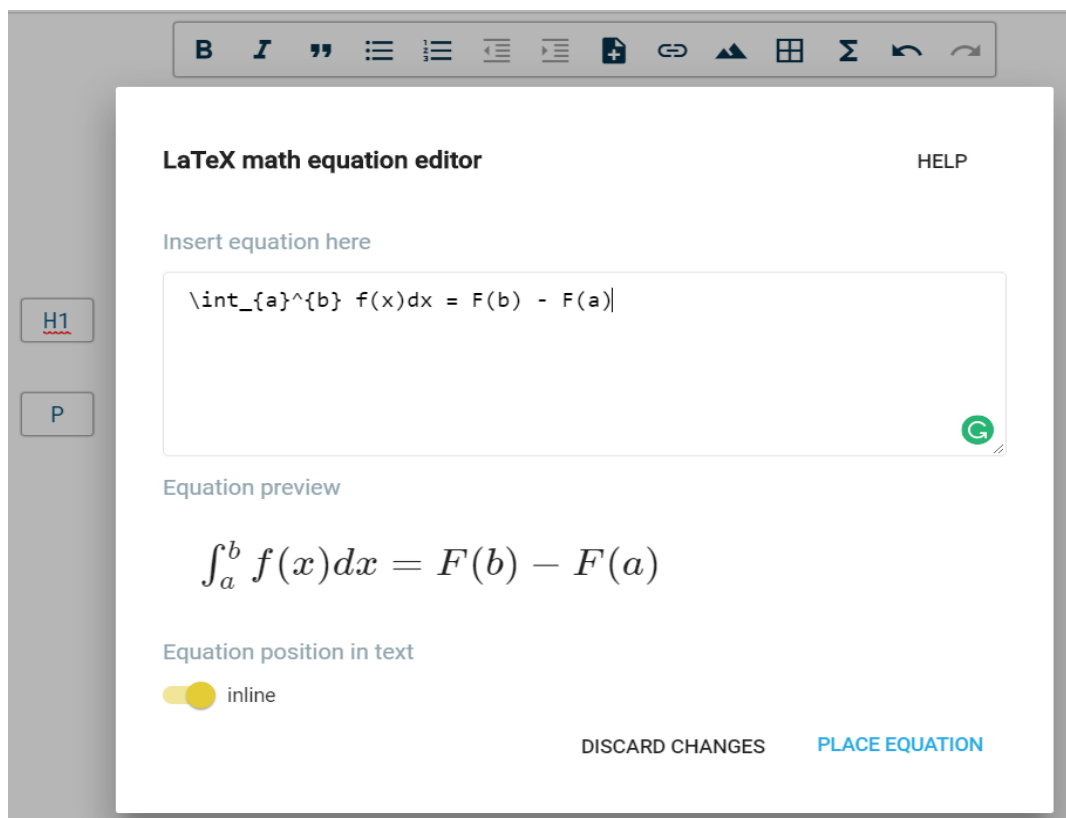 B I
LaTeX math equation editor
HELP
Insert equation here
\int_{a}^{b} f(x)dx = F(b) - F(a)
H1
P
Equation preview
∫_a^b f(x)dx = F(b) − F(a)
Equation position in text
inline
DISCARD CHANGES
PLACE EQUATION